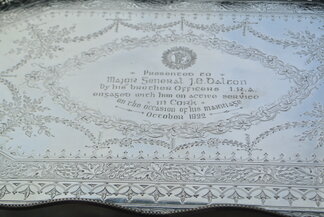 Presented to
Major General J.B. Dalton
by his brother Officers I.R.A.
engaged with him on active service
in Cork
on the occasion of his marriage
October 1922